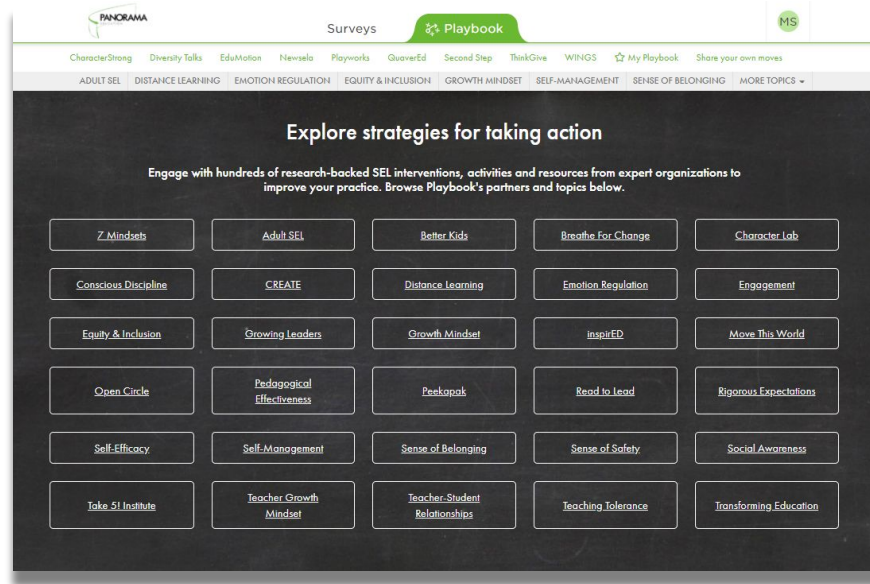 PANORAMA
Surveys
Playbook
MS
CharacterStrong Diversity Talks EduMotion Newsela Playworks QuaverEd Second Step ThinkGive WINGS My Playbook Share your own moves
ADULT SEL DISTANCE LEARNING EMOTION REGULATION EQUITY & INCLUSION GROWTH MINDSET SELF-MANAGEMENT SENSE OF BELONGING MORE TOPICS
Explore strategies for taking action
Engage with hundreds of research-backed SEL interventions, activities and resources from expert organizations to
improve your practice. Browse Playbook's partners and topics below.
7 Mindsets Adult SEL Better Kids Breathe For Change Character Lab
Conscious Discipline CREATE Distance Learning Emotion Regulation Engagement
Equity & Inclusion Growing Leaders Growth Mindset inspirED Move This World
Open Circle
Pedagogical
Effectiveness
Peekapak
Read to Lead
Rigorous Expectations
Self-Efficacy Self-Management Sense of Belonging Sense of Safety Social Awareness
Take 5! Institute
Teacher Growth
Mindset
Teacher-Student
Relationships
Teaching Tolerance
Transforming Education